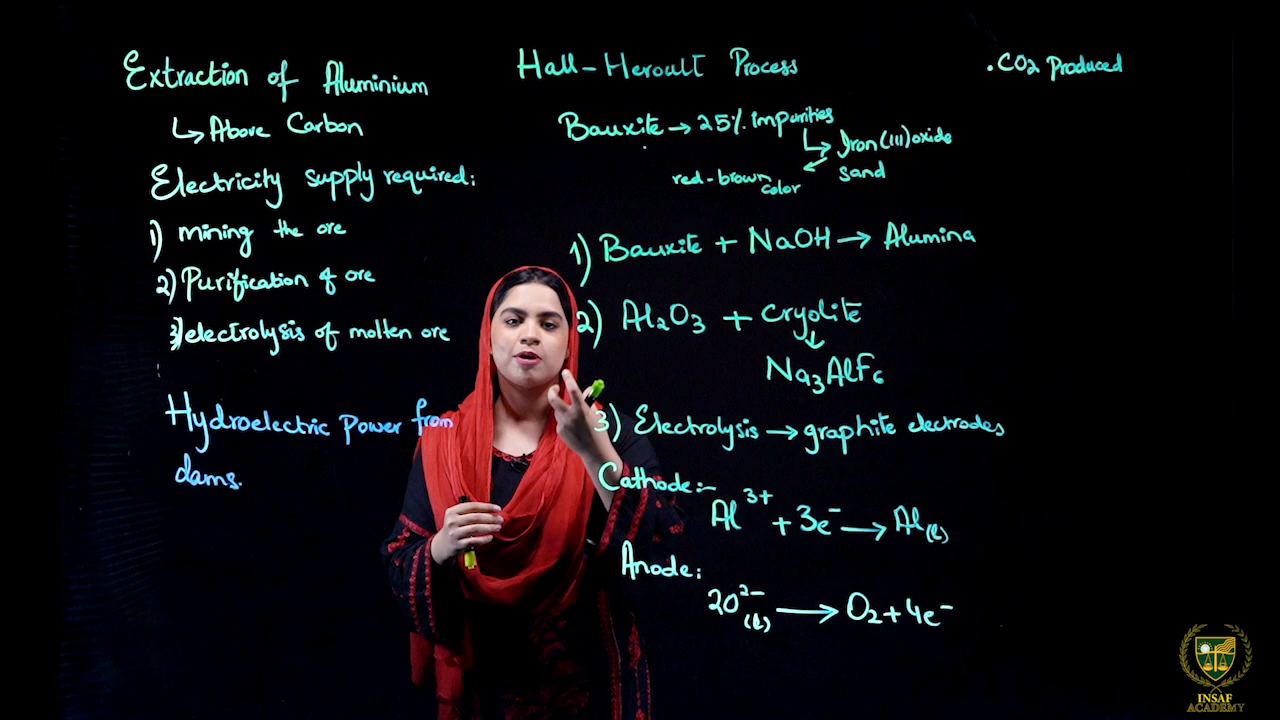 Extraction of Aluminium
↳ Above Carbon
Electricity supply required:
1) mining the ore
2) Purification of ore
3) electrolysis of molten ore
Hydroelectric Power from
dams.
Hall-Heroult Process
Bauxite → 25% impurities
↳ Iron(III)oxide
sand
red-brown color
1) Bauxite + NaOH → Alumina
2) Al2O3 + cryolite
↓
Na3AlF6
3) Electrolysis → graphite electrodes
Cathode:-
Al³⁺ + 3e⁻ → Al(l)
Anode:
2O²⁻(l) → O2 + 4e⁻
.CO2 Produced
INSAF
ACADEMY